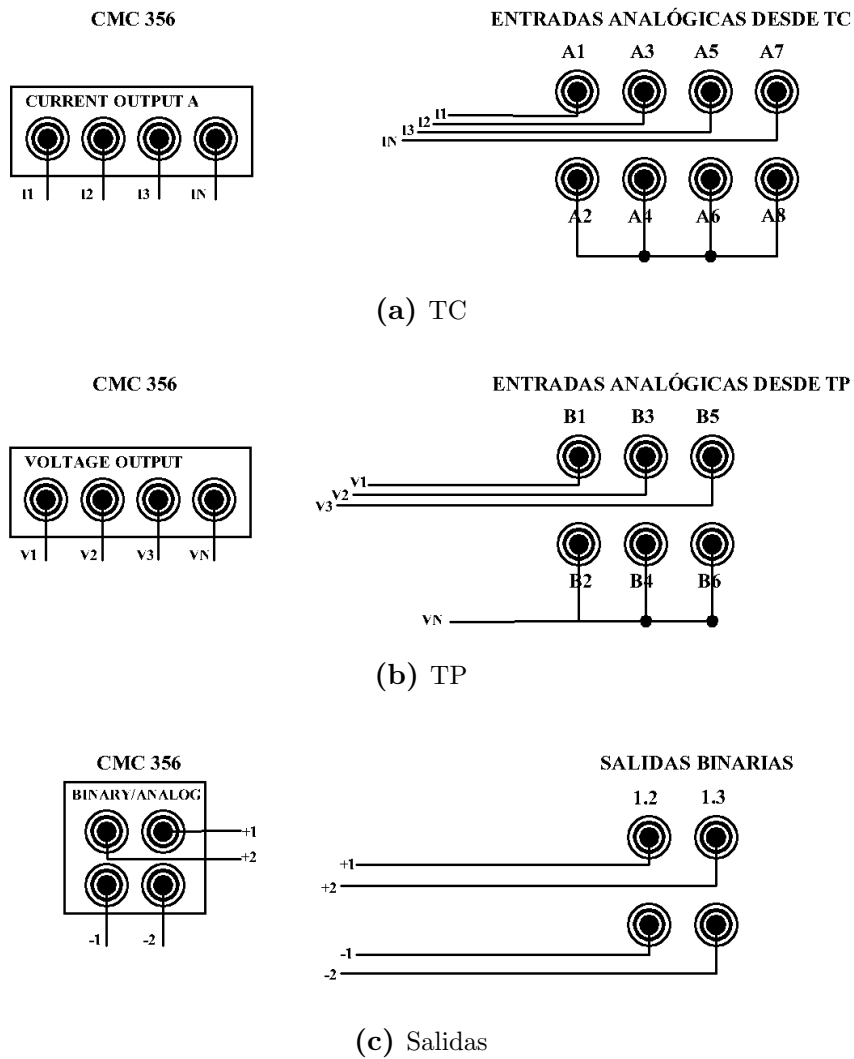 CMC 356
ENTRADAS ANALÓGICAS DESDE TC
A1 A3 A5 A7
CURRENT OUTPUT A
I1
I2
I3
IN
I1 I2 I3 IN
A2 A4 A6 A8
(a) TC
CMC 356
ENTRADAS ANALÓGICAS DESDE TP
B1 B3 B5
VOLTAGE OUTPUT
V1
V2
V3
V1 V2 V3 VN
B2 B4 B6
VN
(b) TP
CMC 356
SALIDAS BINARIAS
BINARY/ANALOG
1.2 1.3
+1
+2
+1
+2
-1 -2
-1
-2
(c) Salidas